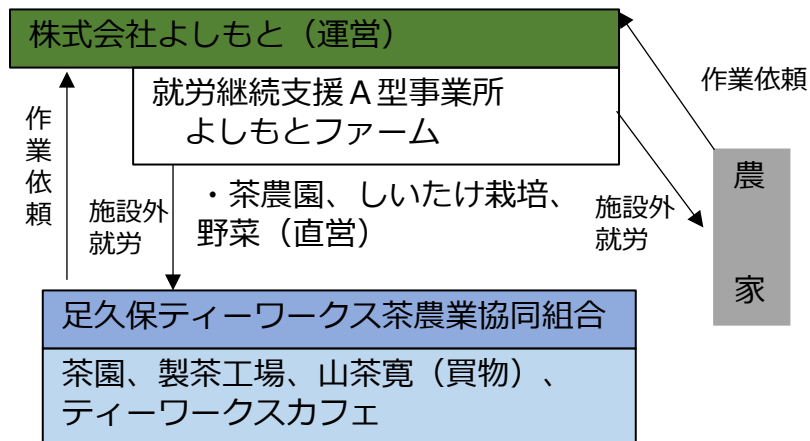 株式会社よしもと（運営）
就労継続支援Ａ型事業所
よしもとファーム
作業依頼
作業依頼
施設外
就労
・茶農園、しいたけ栽培、
野菜（直営）
施設外
就労
農家
足久保ティーワークス茶農業協同組合
茶園、製茶工場、山茶寛（買物）、
ティーワークスカフェ